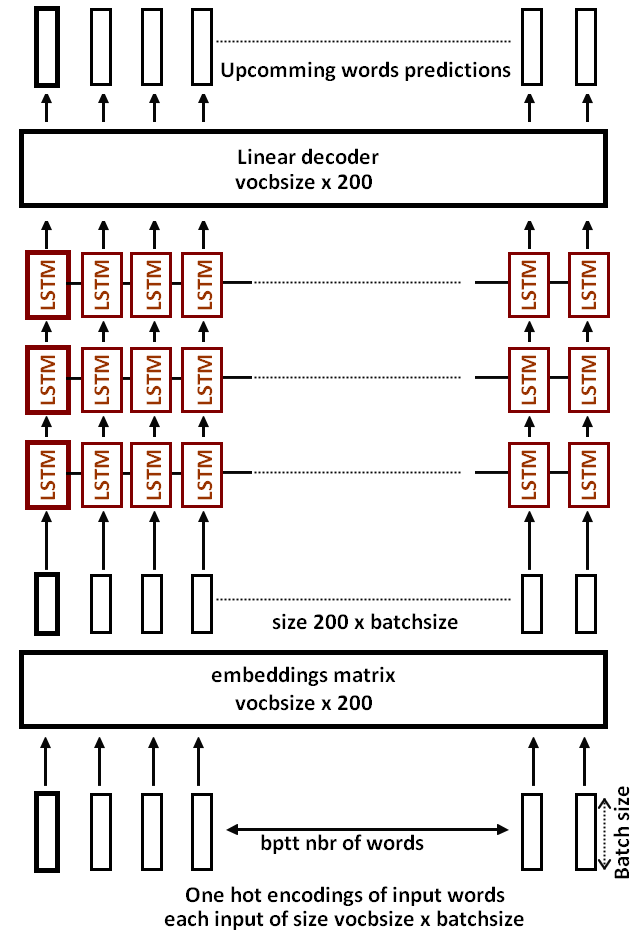 Upcomming words predictions
Linear decoder
vocbsize x 200
LSTM LSTM LSTM LSTM LSTM LSTM
LSTM LSTM LSTM LSTM LSTM LSTM
LSTM LSTM LSTM LSTM LSTM LSTM
size 200 x batchsize
embeddings matrix
vocbsize x 200
bptt nbr of words
Batch size
One hot encodings of input words
each input of size vocbsize x batchsize